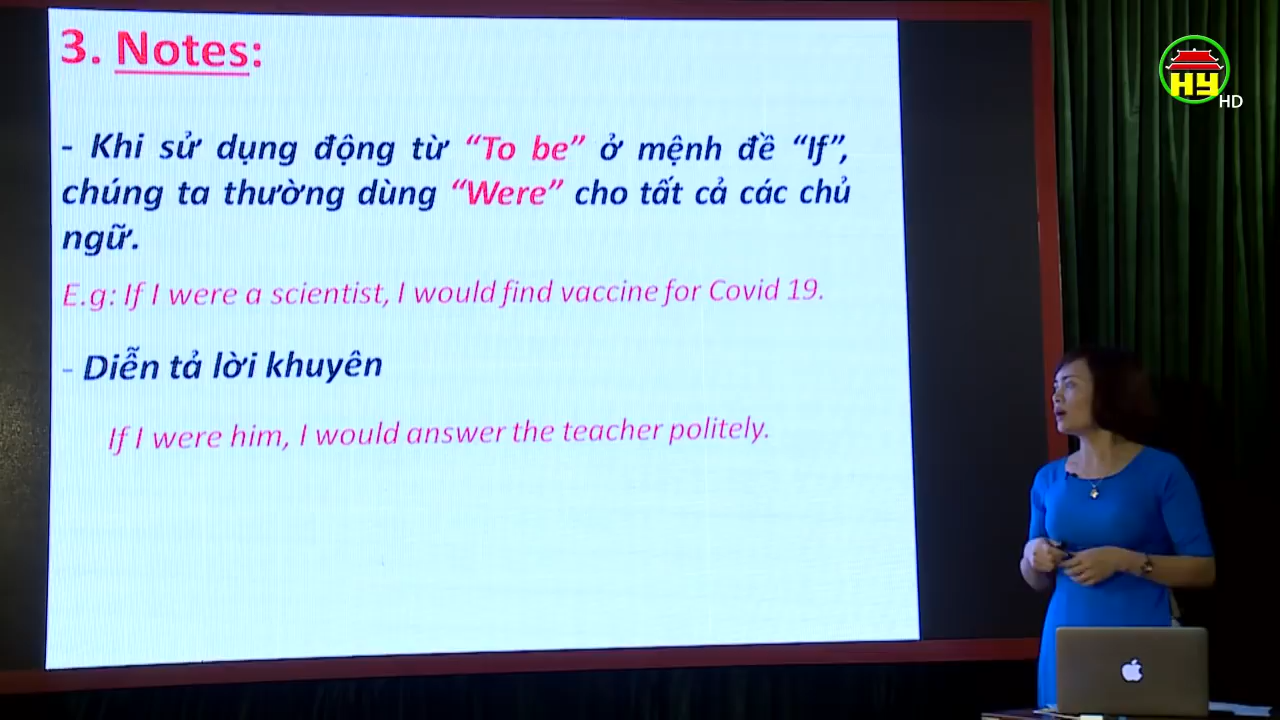 3. Notes:
- Khi sử dụng động từ “To be” ở mệnh đề “If”,
chúng ta thường dùng “Were” cho tất cả các chủ
ngữ.
E.g: If I were a scientist, I would find vaccine for Covid 19.
- Diễn tả lời khuyên
If I were him, I would answer the teacher politely.
HY
HD